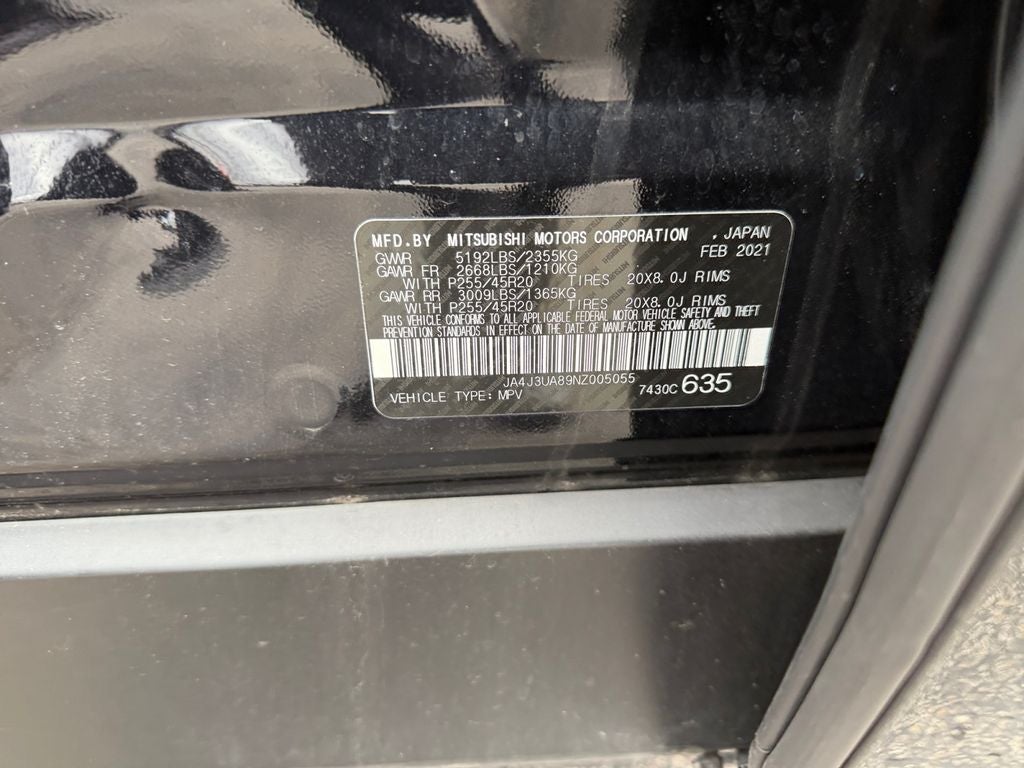 MFD.BY MITSUBISHI MOTORS CORPORATION , JAPAN
GVWR 5192LBS/2355KG FEB 2021
GAWR FR 2668LBS/1210KG
WITH P255/45R20 TIRES 20X8.0J RIMS
GAWR RR 3009LBS/1365KG
WITH P255/45R20 TIRES 20X8.0J RIMS
THIS VEHICLE CONFORMS TO ALL APPLICABLE FEDERAL MOTOR VEHICLE SAFETY AND THEFT
PREVENTION STANDARDS IN EFFECT ON THE DATE OF MANUFACTURE SHOWN ABOVE.
JA4J3UA89NZ005055
VEHICLE TYPE: MPV 7430C 635